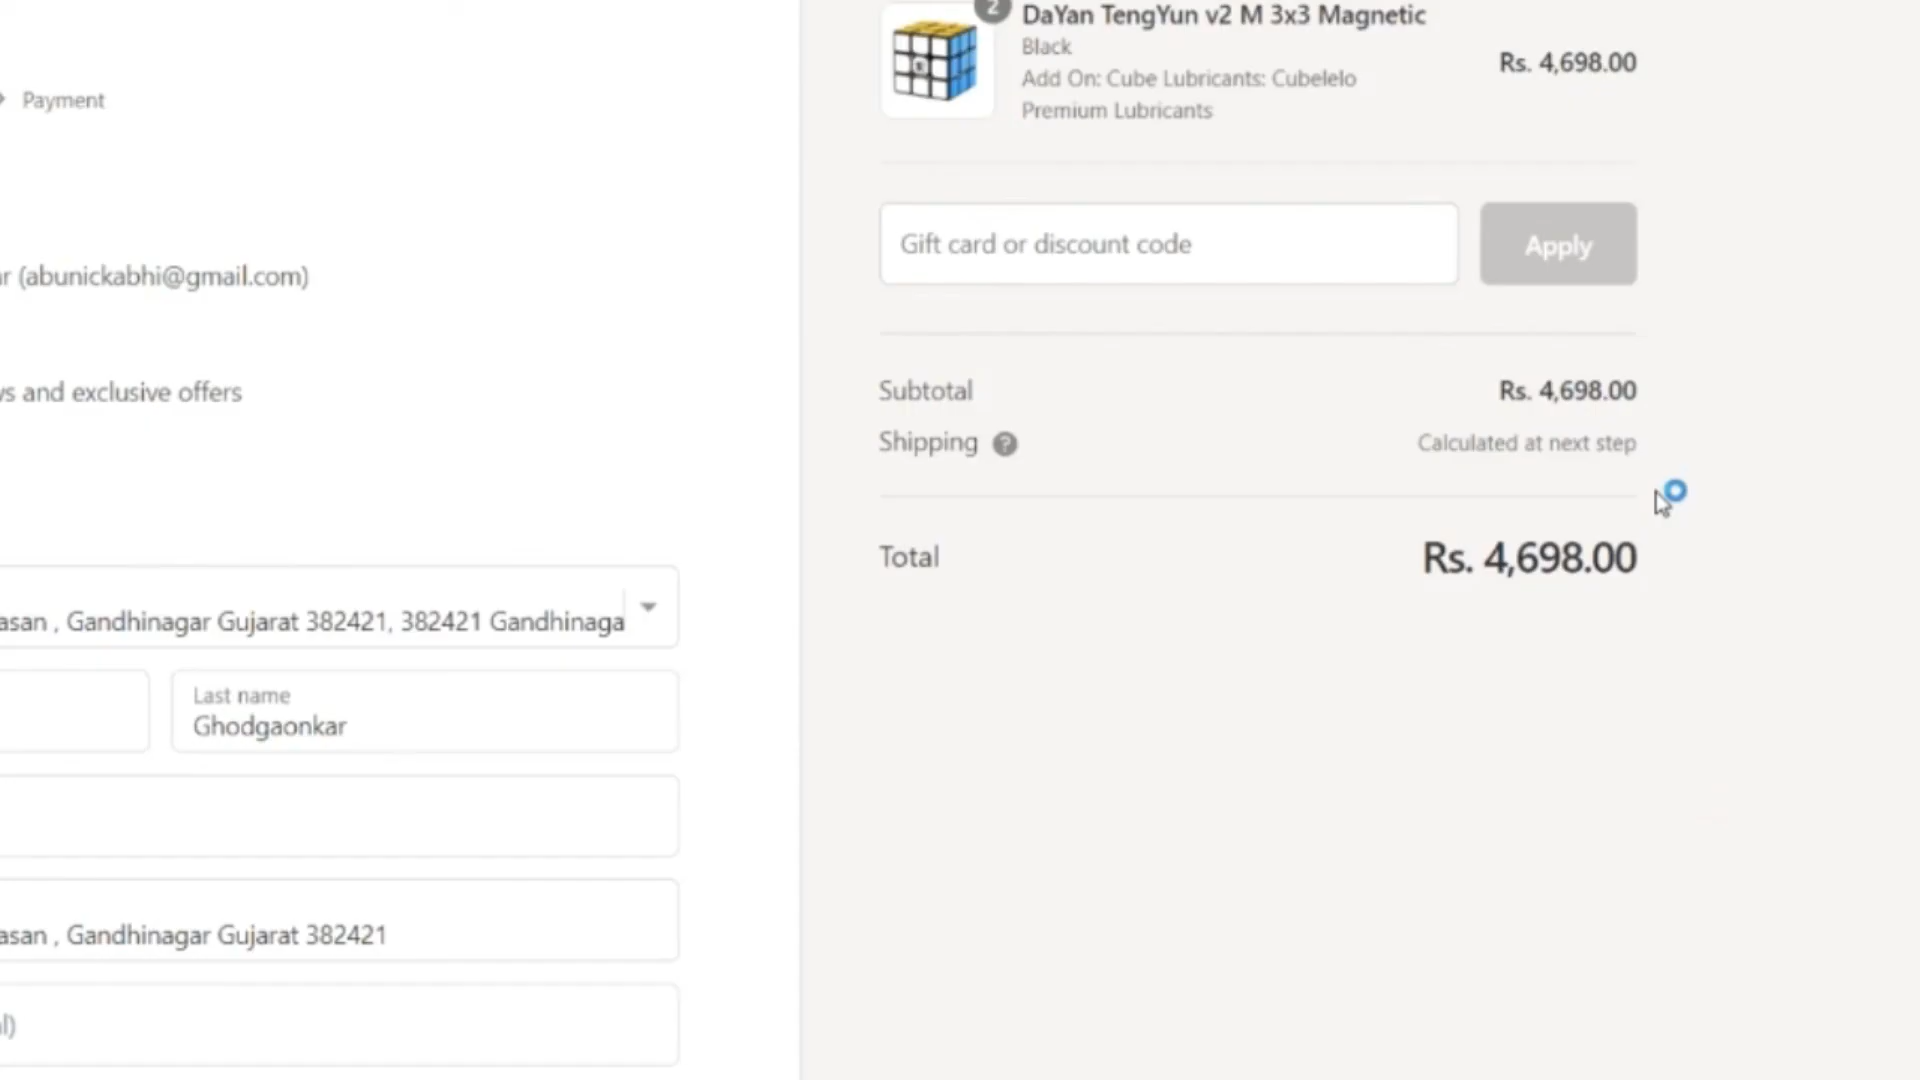 2
DaYan TengYun v2 M 3x3 Magnetic
Black
Add On: Cube Lubricants: Cubelelo
Premium Lubricants
Rs. 4,698.00
Payment
Gift card or discount code
Apply
r (abunickabhi@gmail.com)
Subtotal
Rs. 4,698.00
s and exclusive offers
Shipping ?
Calculated at next step
Total
Rs. 4,698.00
asan , Gandhinagar Gujarat 382421, 382421 Gandhinaga
Last name
Ghodgaonkar
asan , Gandhinagar Gujarat 382421
l)